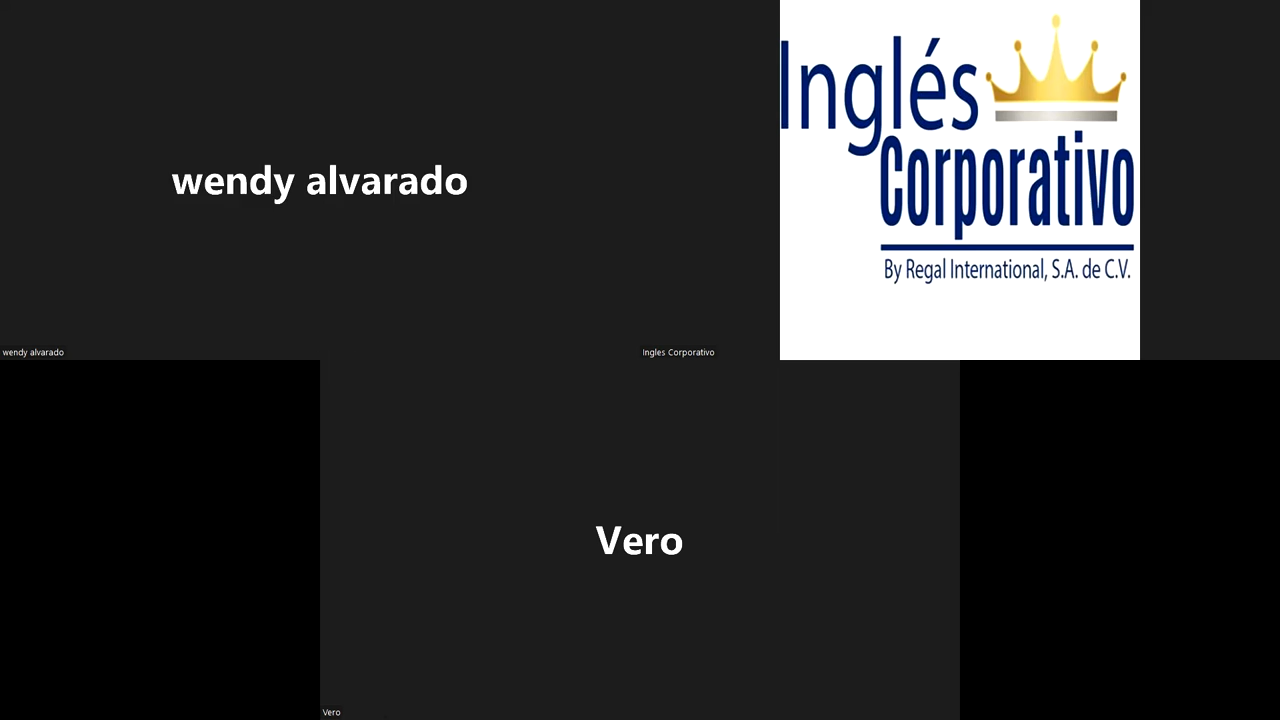 wendy alvarado
Inglés
Corporativo
By Regal International, S.A. de C.V.
wendy alvarado
Ingles Corporativo
Vero
Vero